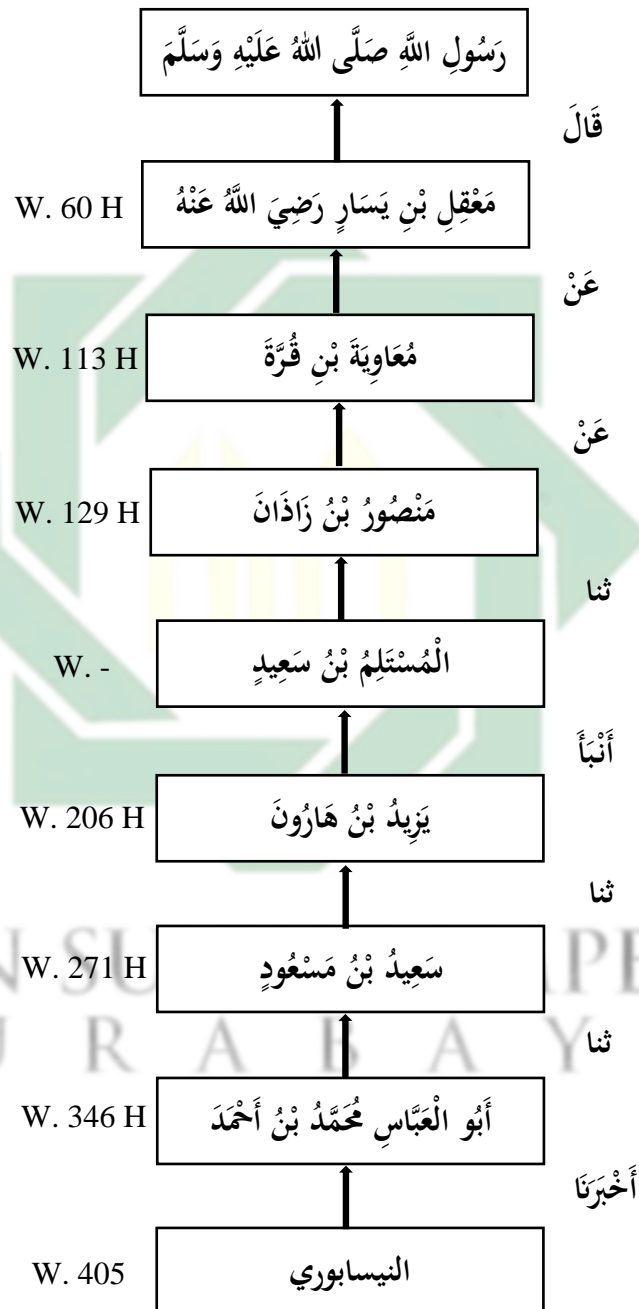 رَسُولِ اللَّهِ صَلَّى اللهُ عَلَيْهِ وَسَلَّمَ
قَالَ
مَعْقِلِ بْنِ يَسَارٍ رَضِيَ اللَّهُ عَنْهُ
W. 60 H
عَنْ
مُعَاوِيَةَ بْنِ قُرَّةَ
W. 113 H
عَنْ
مَنْصُورُ بْنُ زَاذَانَ
W. 129 H
ثنا
الْمُسْتَلِمُ بْنُ سَعِيدٍ
W. -
أَنْبَأَ
يَزِيدُ بْنُ هَارُونَ
W. 206 H
ثنا
سَعِيدُ بْنُ مَسْعُودٍ
W. 271 H
ثنا
أَبُو الْعَبَّاسِ مُحَمَّدُ بْنُ أَحْمَدَ
W. 346 H
أَخْبَرَنَا
النيسابوري
W. 405